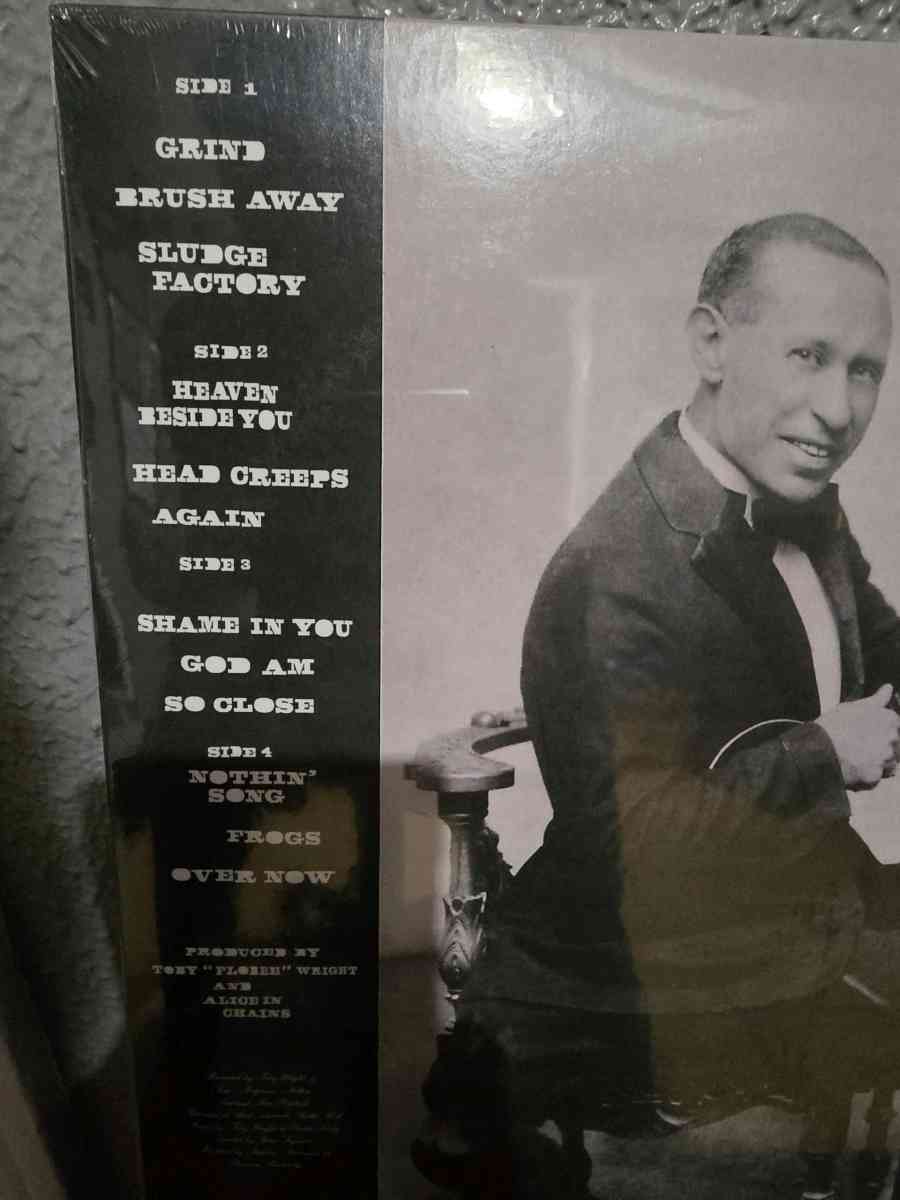 SIDE 1
GRIND
BRUSH AWAY
SLUDGE
FACTORY
SIDE 2
HEAVEN
BESIDE YOU
HEAD CREEPS
AGAIN
SIDE 3
SHAME IN YOU
GOD AM
SO CLOSE
SIDE 4
NOTHIN'
SONG
FROGS
OVER NOW
PRODUCED BY
TOBY "PLOBEH" WRIGHT
AND
ALICE IN
CHAINS